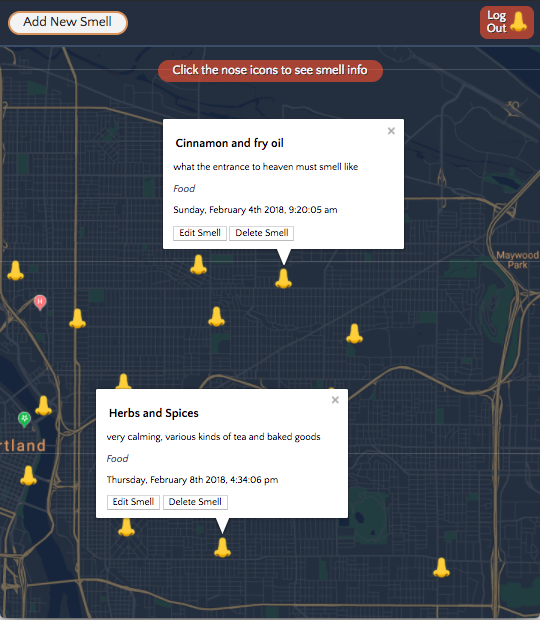 Add New Smell
Log
Out
Click the nose icons to see smell info
×
Cinnamon and fry oil
what the entrance to heaven must smell like
Food
Sunday, February 4th 2018, 9:20:05 am
Edit Smell Delete Smell
Maywood
Park
H
×
Herbs and Spices
very calming, various kinds of tea and baked goods
Food
Thursday, February 8th 2018, 4:34:06 pm
Edit Smell Delete Smell
rtland